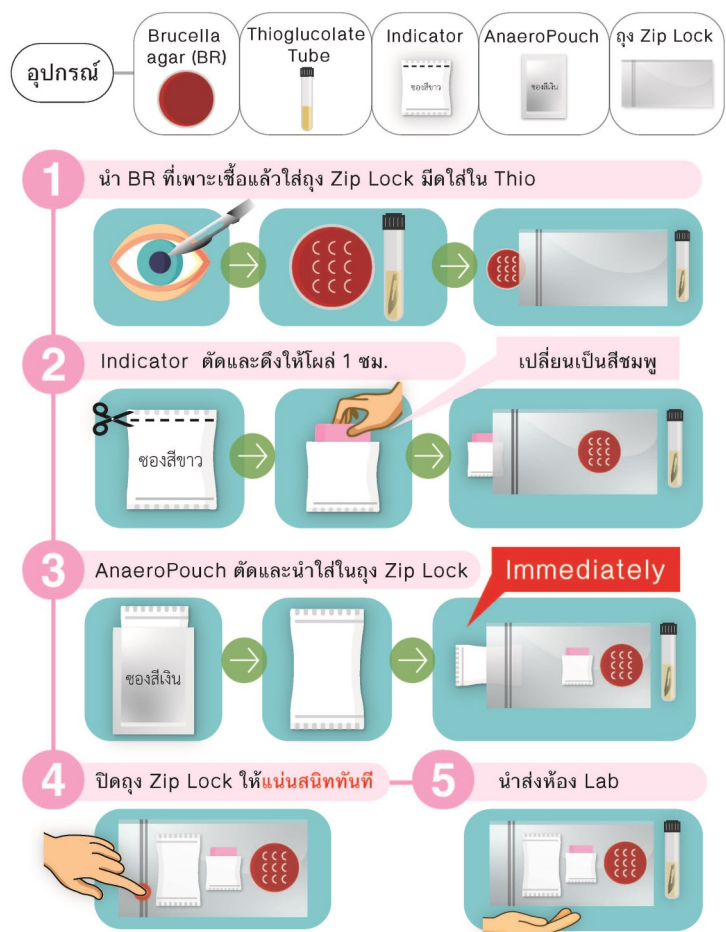 อุปกรณ์
Brucella
agar (BR)
Thioglucolate
Tube
Indicator
ซองสีขาว
AnaeroPouch
ซองสีเงิน
ถุง Zip Lock
1 นำ BR ที่เพาะเชื้อแล้วใส่ถุง Zip Lock มีดใส่ใน Thio
2 Indicator ตัดและดึงให้โผล่ 1 ซม.
เปลี่ยนเป็นสีชมพู
ซองสีขาว
3 AnaeroPouch ตัดและนำใส่ในถุง Zip Lock
Immediately
ซองสีเงิน
4 ปิดถุง Zip Lock ให้แน่นสนิททันที
5 นำส่งห้อง Lab